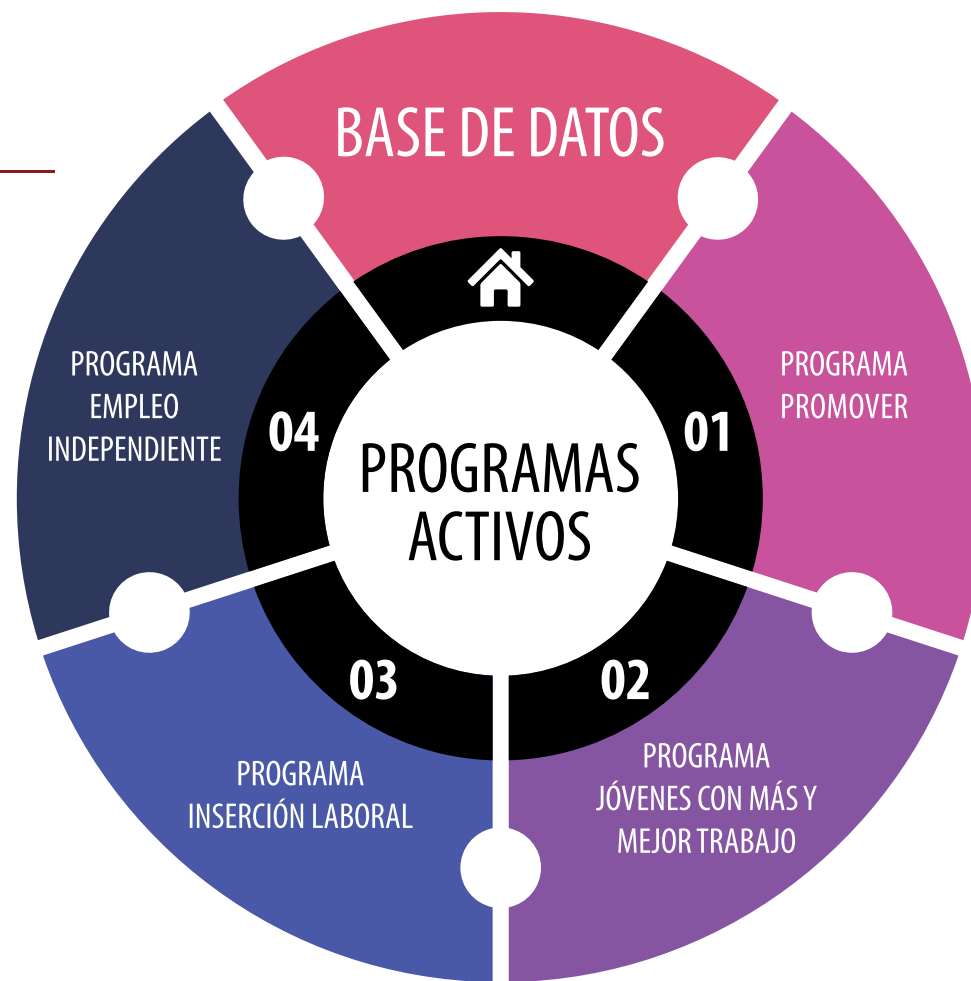 BASE DE DATOS
PROGRAMA
PROMOVER
01
PROGRAMA
JÓVENES CON MÁS Y
MEJOR TRABAJO
02
PROGRAMA
INSERCIÓN LABORAL
03
PROGRAMA
EMPLEO
INDEPENDIENTE
04
PROGRAMAS
ACTIVOS